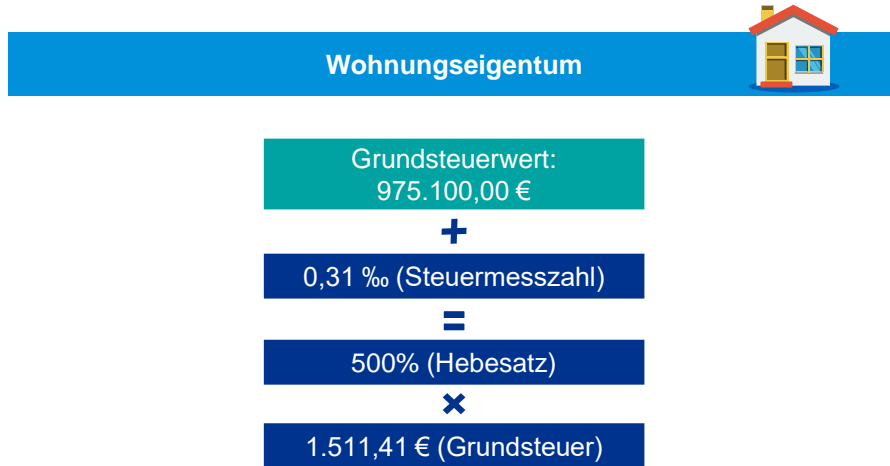 Wohnungseigentum
Grundsteuerwert:
975.100,00 €
+
0,31 ‰ (Steuermesszahl)
=
500% (Hebesatz)
×
1.511,41 € (Grundsteuer)